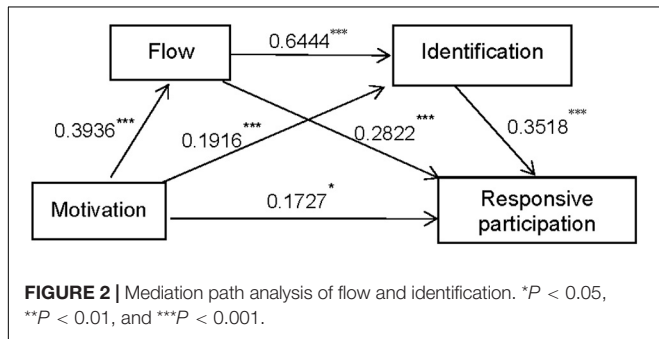 0.6444***
Flow
Identification
0.3936***
0.1916***
0.2822***
0.3518***
Motivation
0.1727*
Responsive
participation
FIGURE 2 | Mediation path analysis of flow and identification. *P < 0.05,
**P < 0.01, and ***P < 0.001.